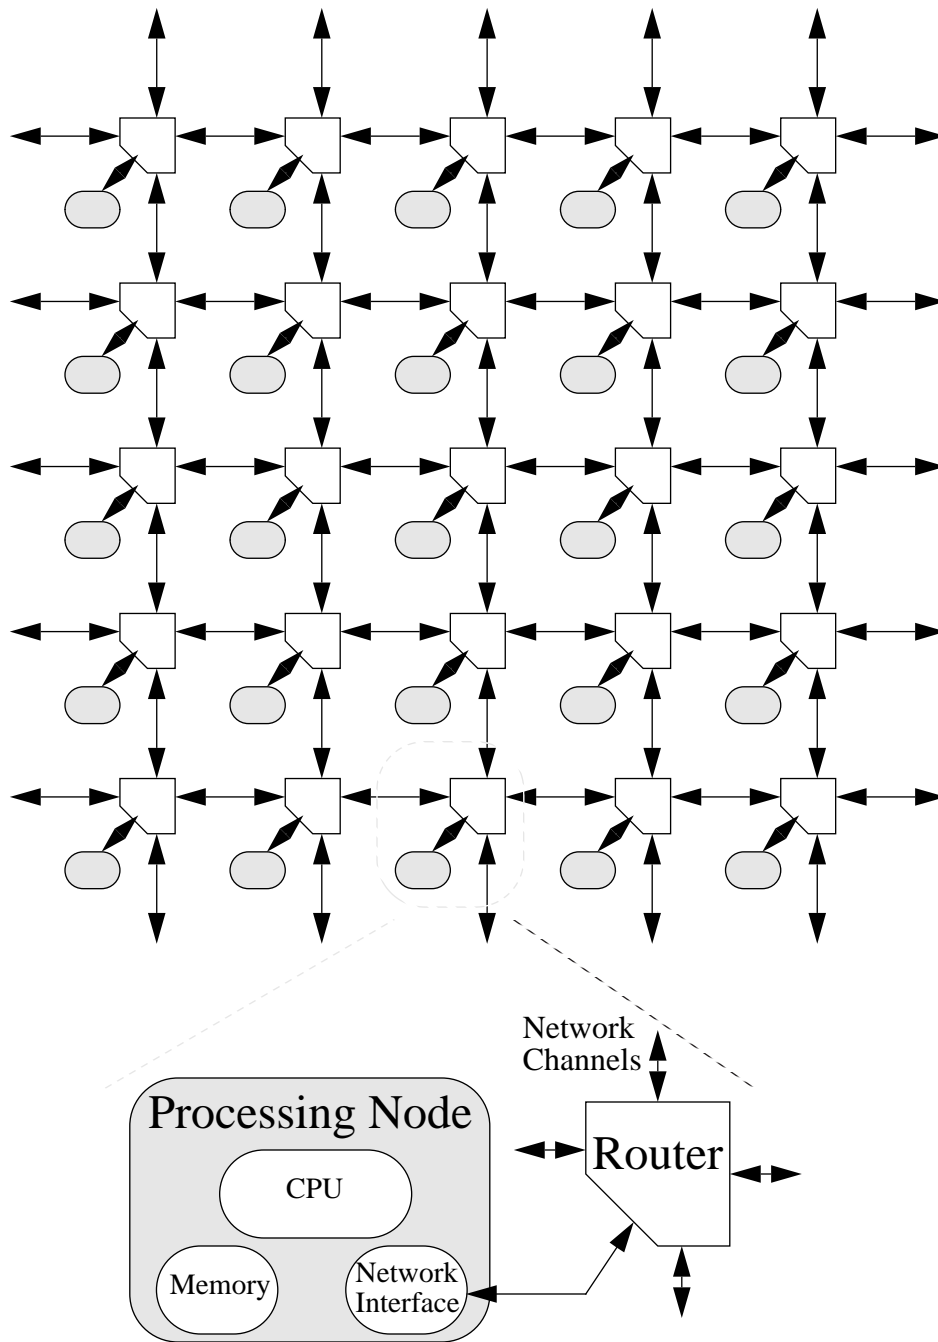 Network
Channels
Processing Node
Router
CPU
Memory
Network
Interface